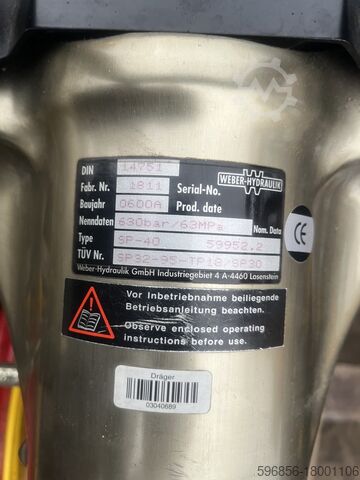 DIN 14751
WEBER-HYDRAULIK
Fabr. Nr. 1811 Serial-No.
Baujahr 0600A Prod. date
Nenndaten 630bar/63MPa Nom. Data
Type SP-40 59952.2
TÜV Nr. SP32-95-TP18/SP30
Weber-Hydraulik GmbH Industriegebiet 4 A-4460 Losenstein
CE
Vor Inbetriebnahme beiliegende
Betriebsanleitung beachten.
Observe enclosed operating
instructions.
Dräger
03040689
596856-18001106